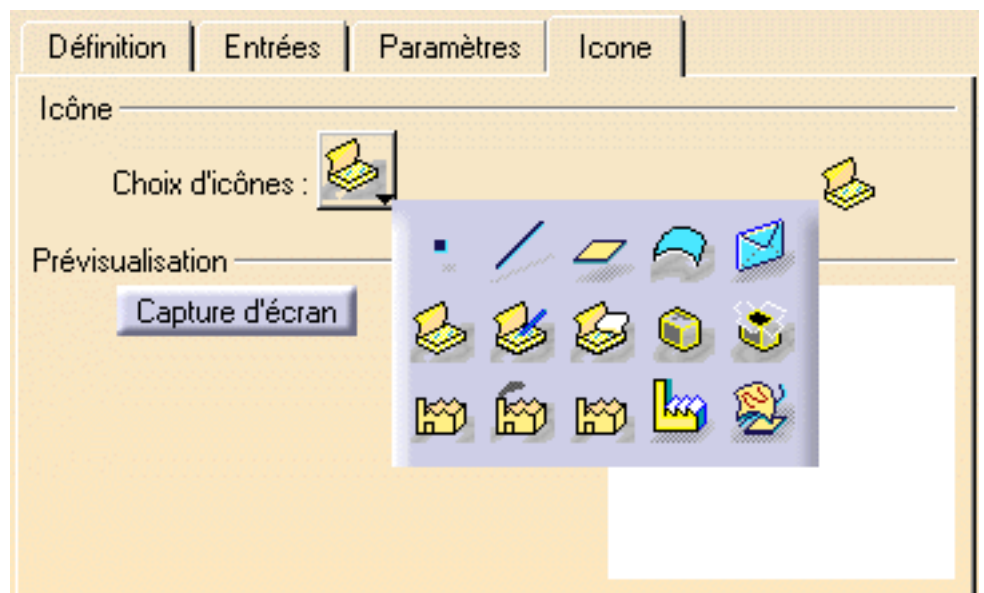 Définition Entrées Paramètres Icone
Icône
Choix d'icônes :
Prévisualisation
Capture d'écran